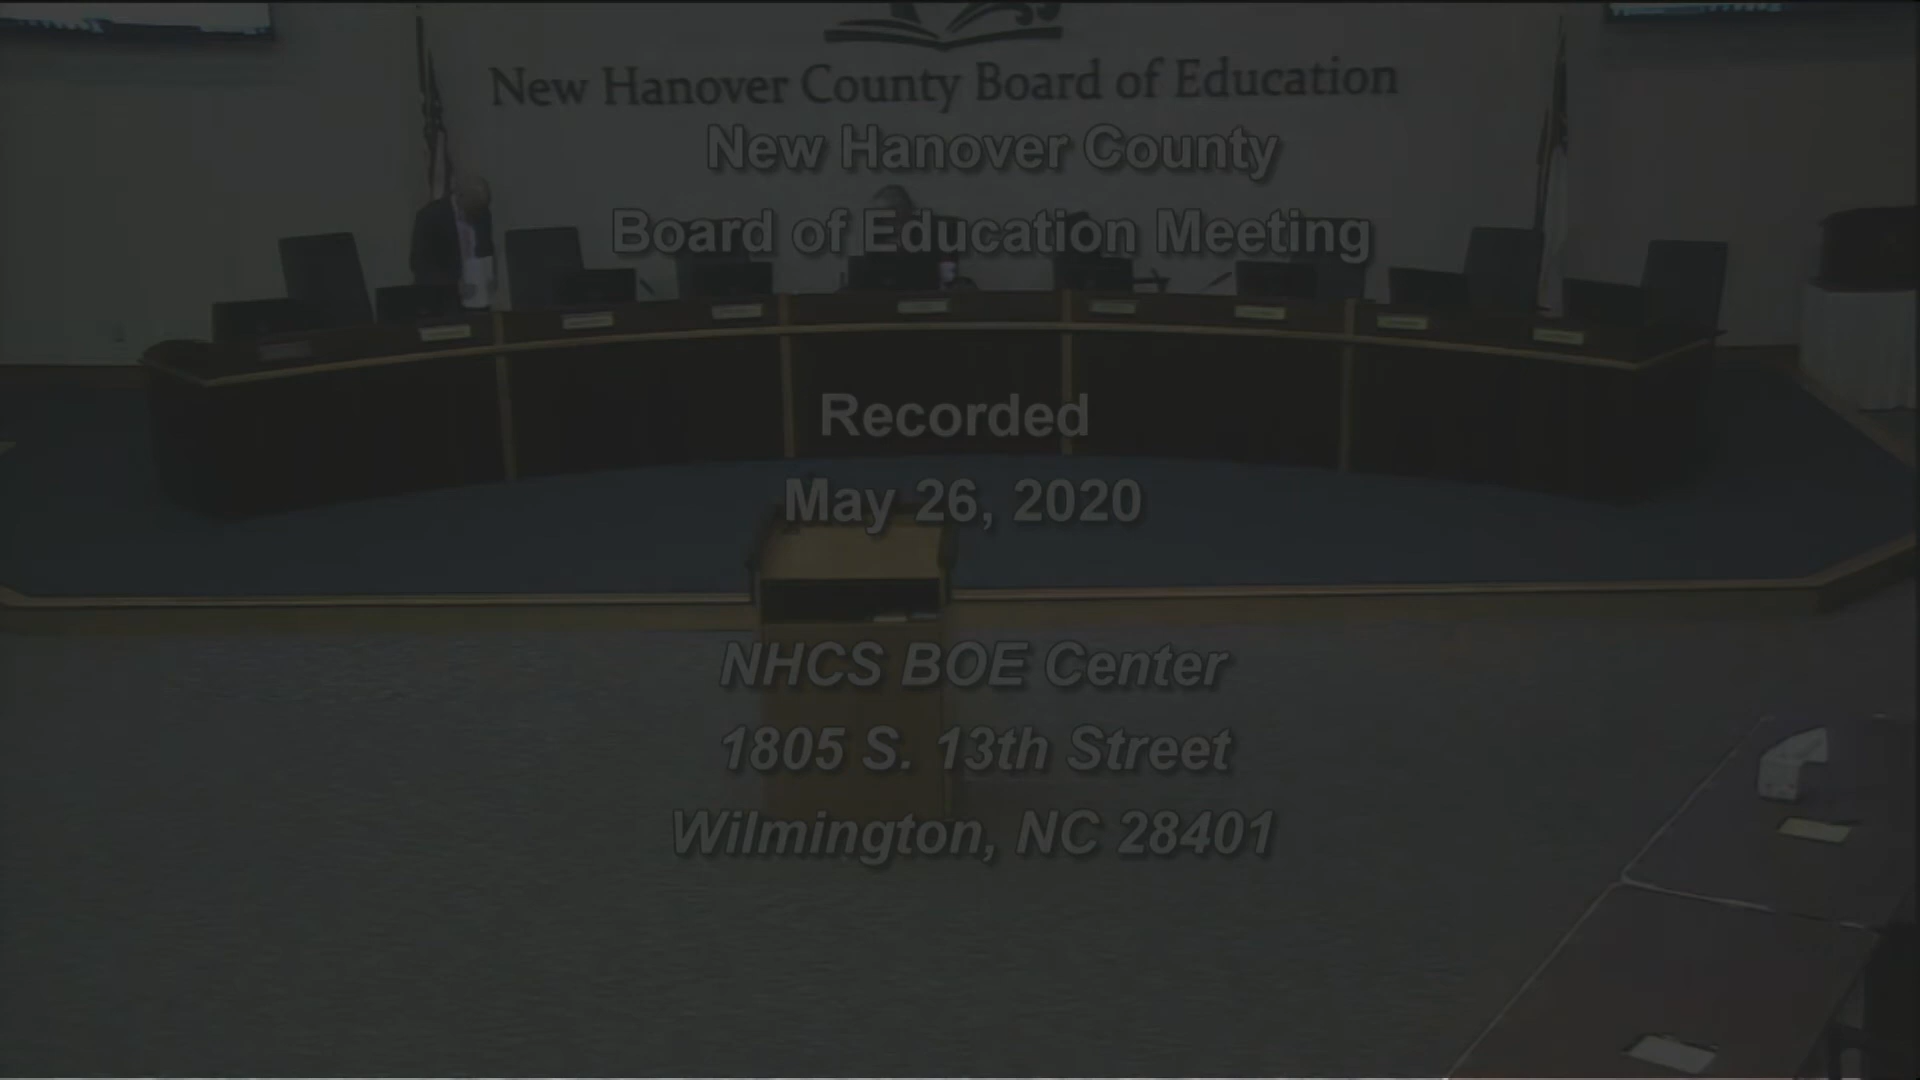 New Hanover County Board of Education
New Hanover County
Board of Education Meeting
Recorded
May 26, 2020
NHCS BOE Center
1805 S. 13th Street
Wilmington, NC 28401